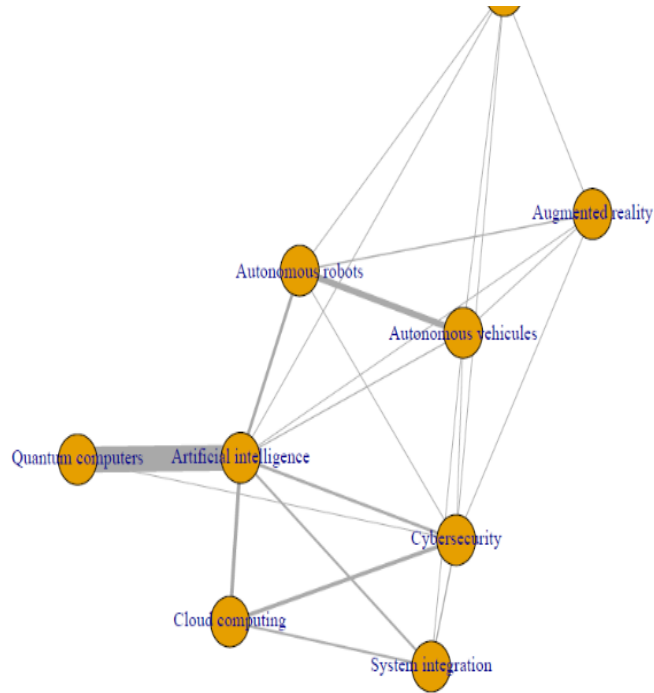 Augmented reality
Autonomous robots
Autonomous vehicules
Quantum computers
Artificial intelligence
Cybersecurity
Cloud computing
System integration